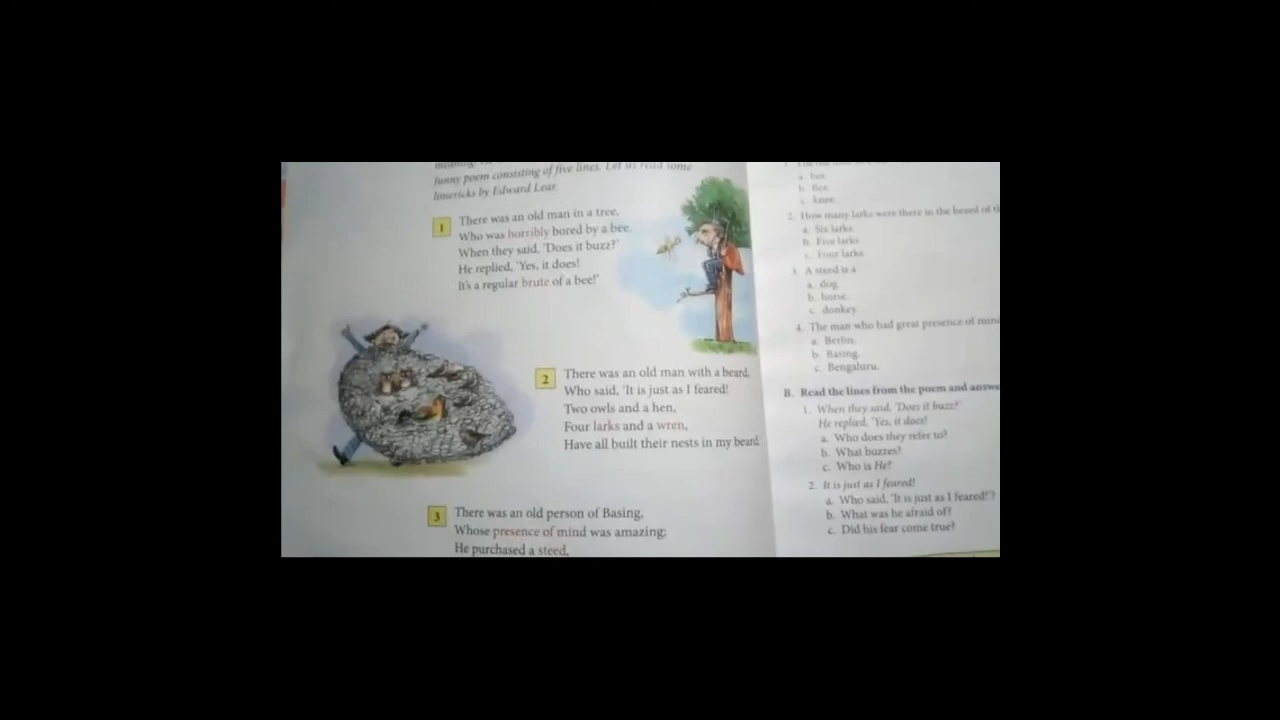 funny poem consisting of five lines. Let us read some
limericks by Edward Lear.
1
There was an old man in a tree,
Who was horribly bored by a bee.
When they said, 'Does it buzz?'
He replied, 'Yes, it does!
It's a regular brute of a bee!'
2
There was an old man with a beard,
Who said, 'It is just as I feared!
Two owls and a hen,
Four larks and a wren,
Have all built their nests in my beard.'
3
There was an old person of Basing,
Whose presence of mind was amazing;
He purchased a steed,
a. bee.
c. knee.
2. How many larks were there in the beard of
a. Six larks
b. Five larks
c. Four larks
3. A steed is a
a. dog.
b. horse.
c. donkey.
4. The man who had great presence of
a. Berlin.
b. Basing.
c. Bengaluru.
B. Read the lines from the poem and
1. When they said, 'Does it buzz?'
He replied, 'Yes, it does!
a. Who does they refer to?
b. What buzzes?
c. Who is He?
2. It is just as I feared!
a. Who said, 'It is just as I feared!'?
b. What was he afraid of?
c. Did his fear come true?